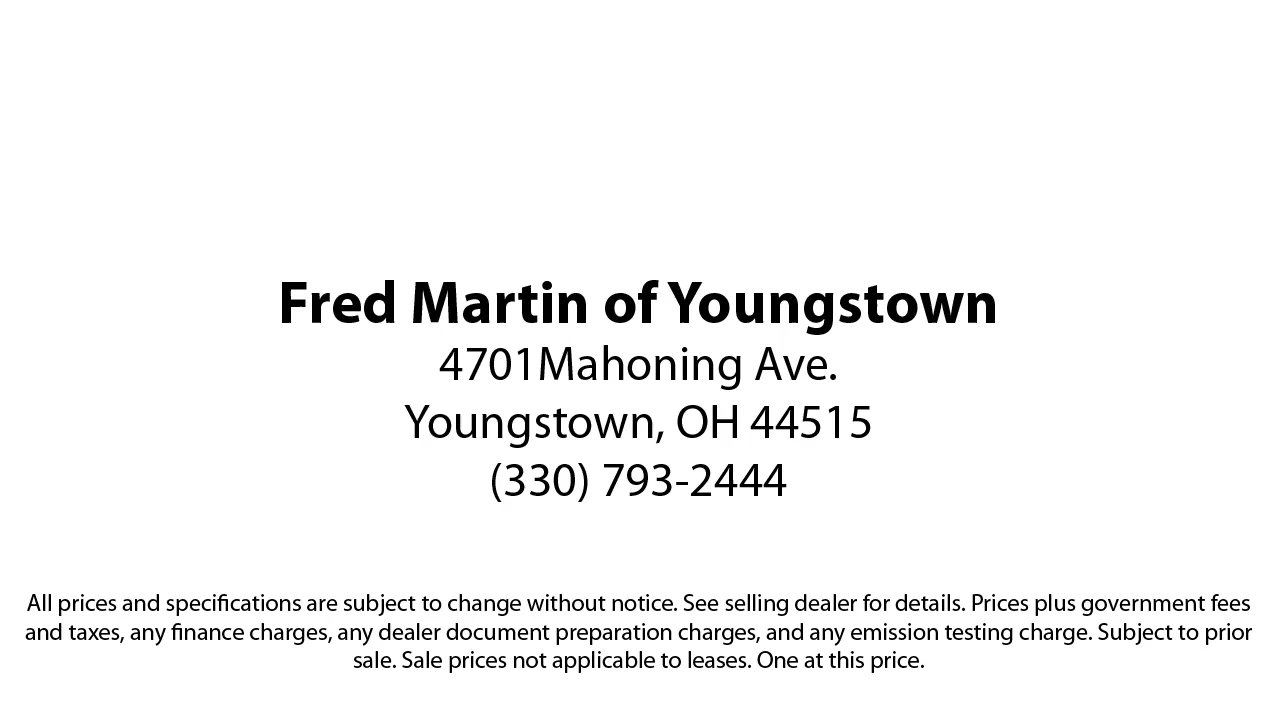 Fred Martin of Youngstown
4701Mahoning Ave.
Youngstown, OH 44515
(330) 793-2444
All prices and specifications are subject to change without notice. See selling dealer for details. Prices plus government fees
and taxes, any finance charges, any dealer document preparation charges, and any emission testing charge. Subject to prior
sale. Sale prices not applicable to leases. One at this price.